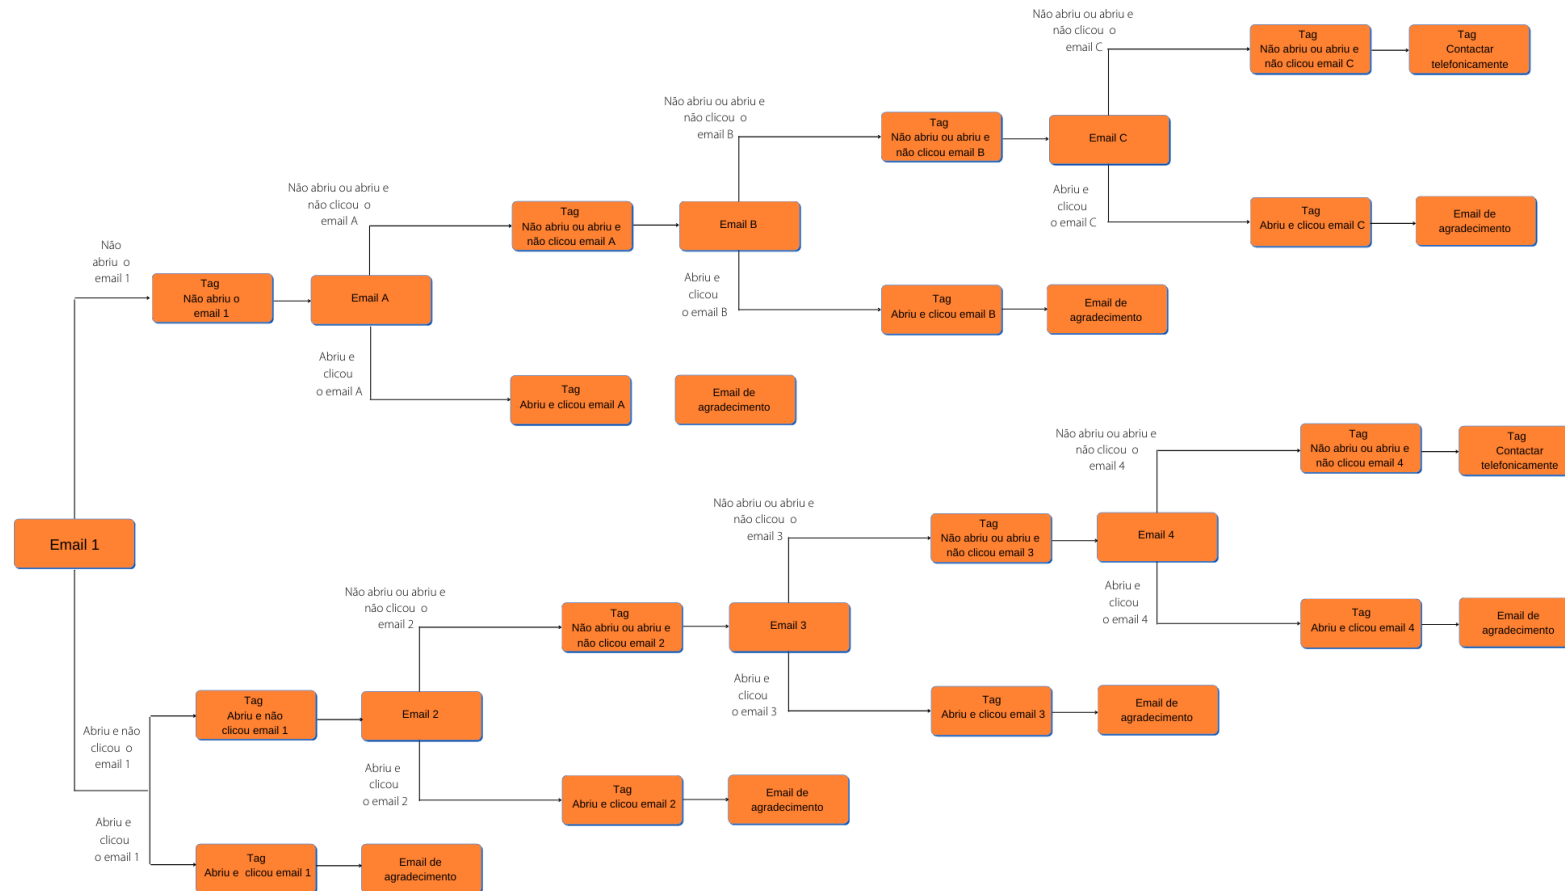 Não abriu ou abriu e
não clicou o
email C
Tag
Não abriu ou abriu e
não clicou email C
Tag
Contactar
telefonicamente
Não abriu ou abriu e
não clicou o
email B
Tag
Não abriu ou abriu e
não clicou email B
Email C
Abriu e
clicou
o email C
Tag
Abriu e clicou email C
Email de
agradecimento
Não abriu ou abriu e
não clicou o
email A
Tag
Não abriu ou abriu e
não clicou email A
Email B
Abriu e
clicou
o email B
Tag
Abriu e clicou email B
Email de
agradecimento
Não
abriu o
email 1
Tag
Não abriu o
email 1
Email A
Abriu e
clicou
o email A
Tag
Abriu e clicou email A
Email de
agradecimento
Email 1
Não abriu ou abriu e
não clicou o
email 4
Tag
Não abriu ou abriu e
não clicou email 4
Tag
Contactar
telefonicamente
Não abriu ou abriu e
não clicou o
email 3
Tag
Não abriu ou abriu e
não clicou email 3
Email 4
Abriu e
clicou
o email 4
Tag
Abriu e clicou email 4
Email de
agradecimento
Não abriu ou abriu e
não clicou o
email 2
Tag
Não abriu ou abriu e
não clicou email 2
Email 3
Abriu e
clicou
o email 3
Tag
Abriu e clicou email 3
Email de
agradecimento
Abriu e não
clicou o
email 1
Tag
Abriu e não
clicou email 1
Email 2
Abriu e
clicou
o email 2
Tag
Abriu e clicou email 2
Email de
agradecimento
Abriu e
clicou
o email 1
Tag
Abriu e clicou email 1
Email de
agradecimento